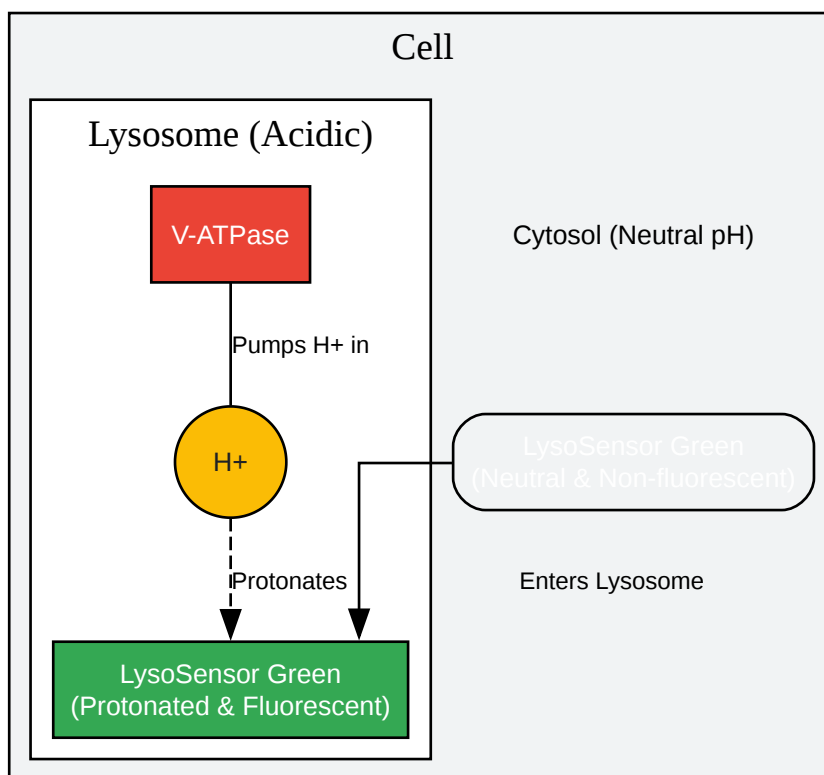 Cell
Lysosome (Acidic)
V-ATPase
Cytosol (Neutral pH)
Pumps H+ in
H+
LysoSensor Green
(Neutral & Non-fluorescent)
Protonates
Enters Lysosome
LysoSensor Green
(Protonated & Fluorescent)